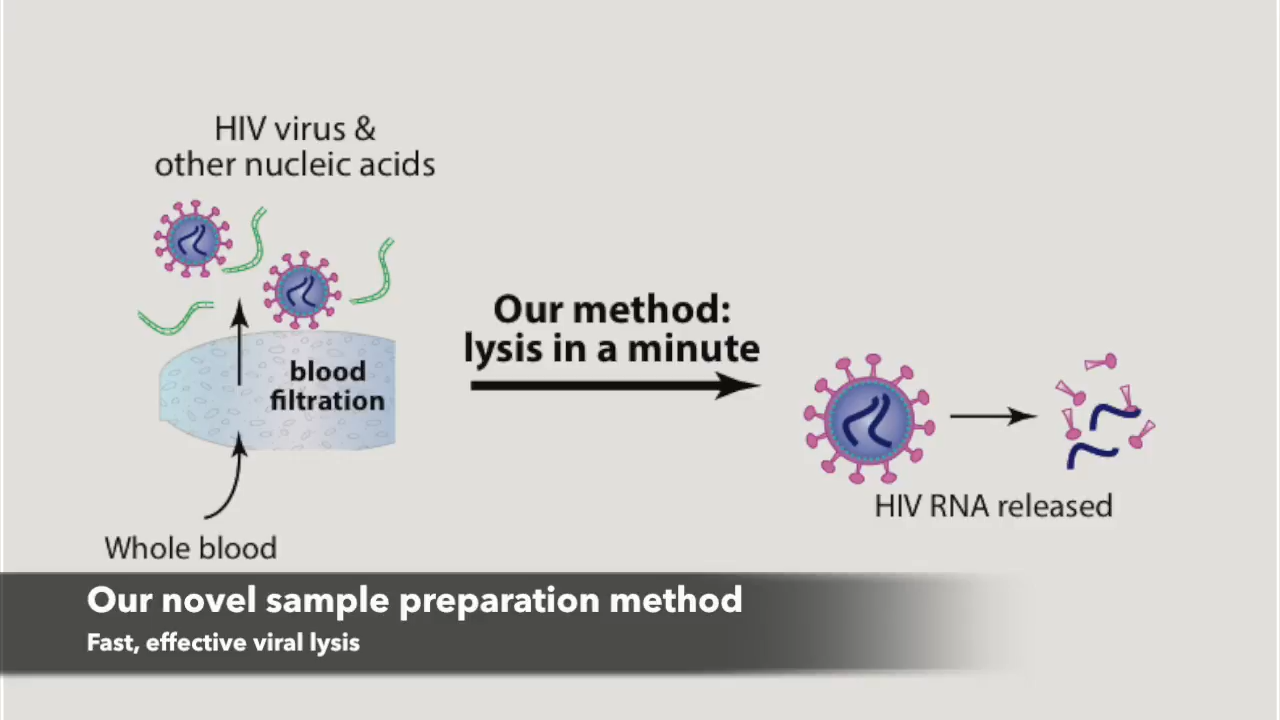 HIV virus &
other nucleic acids
blood
filtration
Whole blood
Our method:
lysis in a minute
HIV RNA released
Our novel sample preparation method
Fast, effective viral lysis